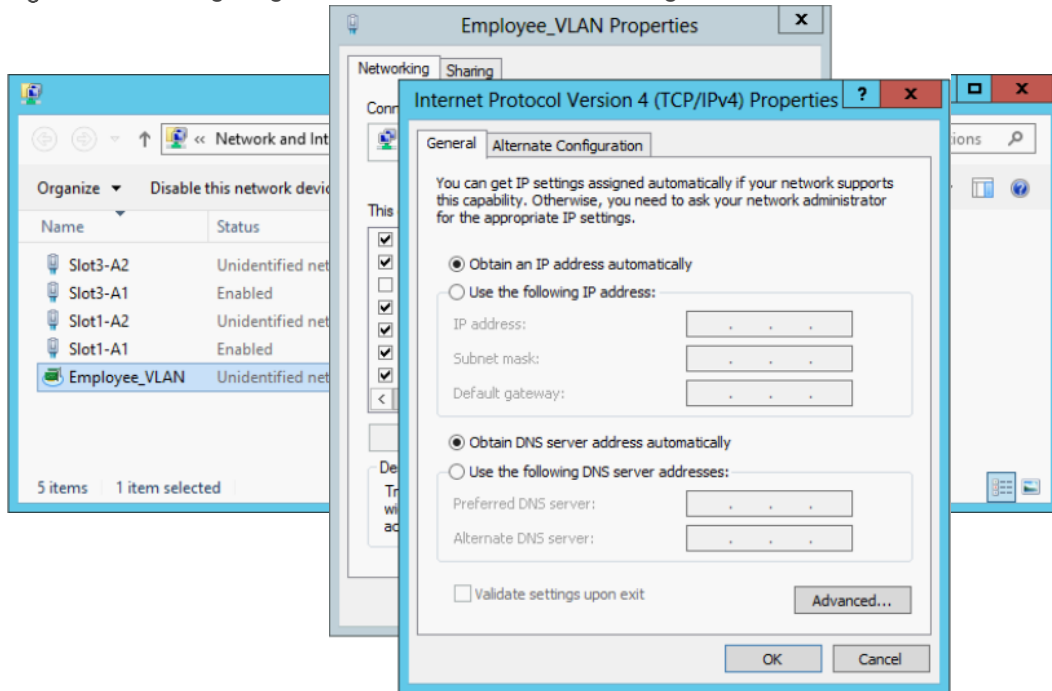 Employee_VLAN Properties
x
Networking
Sharing
Conn
This
De
Tr
wi
ac
« Network and Int
ions
Organize
Disable this network devic
Name
Status
Slot3-A2
Unidentified net
Slot3-A1
Enabled
Slot1-A2
Unidentified net
Slot1-A1
Enabled
Employee_VLAN
Unidentified net
5 items
1 item selected
Internet Protocol Version 4 (TCP/IPv4) Properties
?
x
General
Alternate Configuration
You can get IP settings assigned automatically if your network supports
this capability. Otherwise, you need to ask your network administrator
for the appropriate IP settings.
Obtain an IP address automatically
Use the following IP address:
IP address:
Subnet mask:
Default gateway:
Obtain DNS server address automatically
Use the following DNS server addresses:
Preferred DNS server:
Alternate DNS server:
Validate settings upon exit
Advanced...
OK
Cancel
x